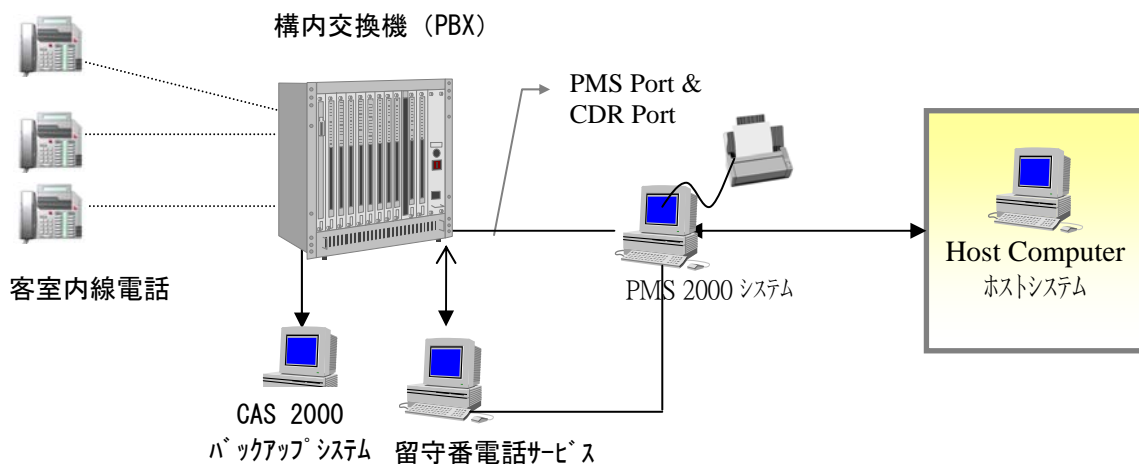 構内交換機 (PBX)
PMS Port &
CDR Port
客室内線電話
PMS 2000 ｼｽﾃﾑ
Host Computer
ﾎｽﾄｼｽﾃﾑ
CAS 2000
ﾊﾞｯｸｱｯﾌﾟｼｽﾃﾑ
留守番電話ｻｰﾋﾞｽ